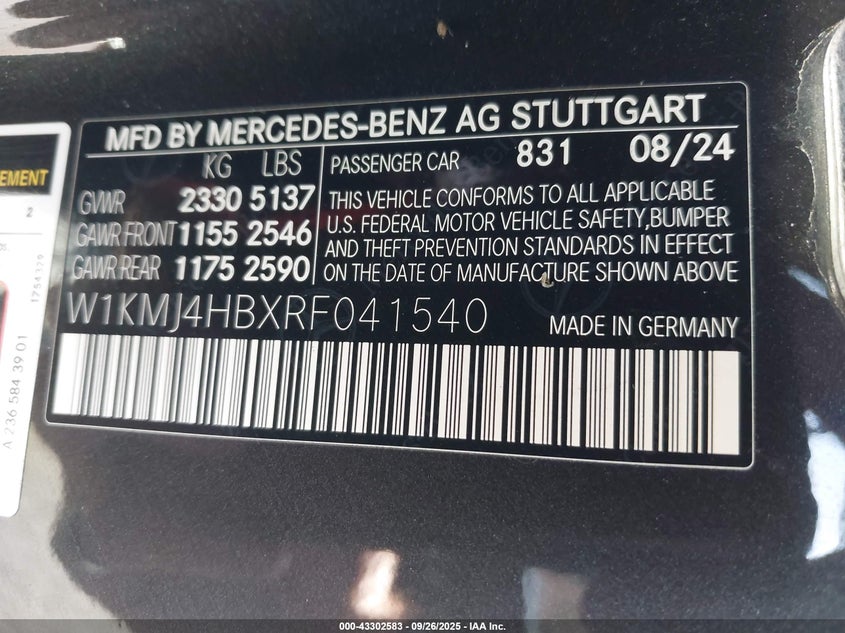 MFD BY MERCEDES-BENZ AG STUTTGART
KG LBS
GVWR 2330 5137
GAWR FRONT 1155 2546
GAWR REAR 1175 2590
PASSENGER CAR 831 08/24
THIS VEHICLE CONFORMS TO ALL APPLICABLE
U.S. FEDERAL MOTOR VEHICLE SAFETY,BUMPER
AND THEFT PREVENTION STANDARDS IN EFFECT
ON THE DATE OF MANUFACTURE SHOWN ABOVE
W1KMJ4HBXRF041540
MADE IN GERMANY
EMENT
2
1754329
A 236 584 39 01
000-43302583 - 09/26/2025 - IAA Inc.